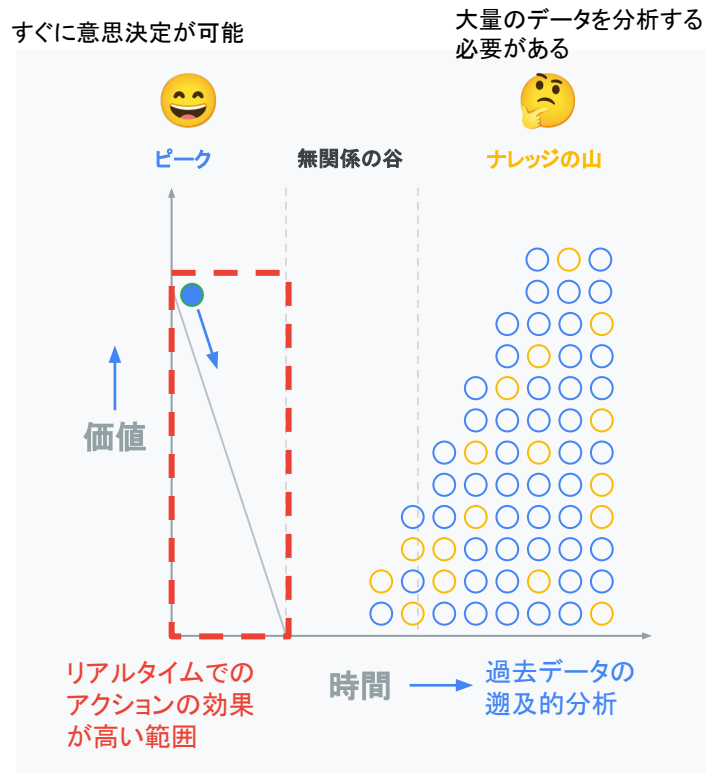 すぐに意思決定が可能
大量のデータを分析する
必要がある
ピーク
無関係の谷
ナレッジの山
価値
リアルタイムでの
アクションの効果
が高い範囲
時間
過去データの
遡及的分析